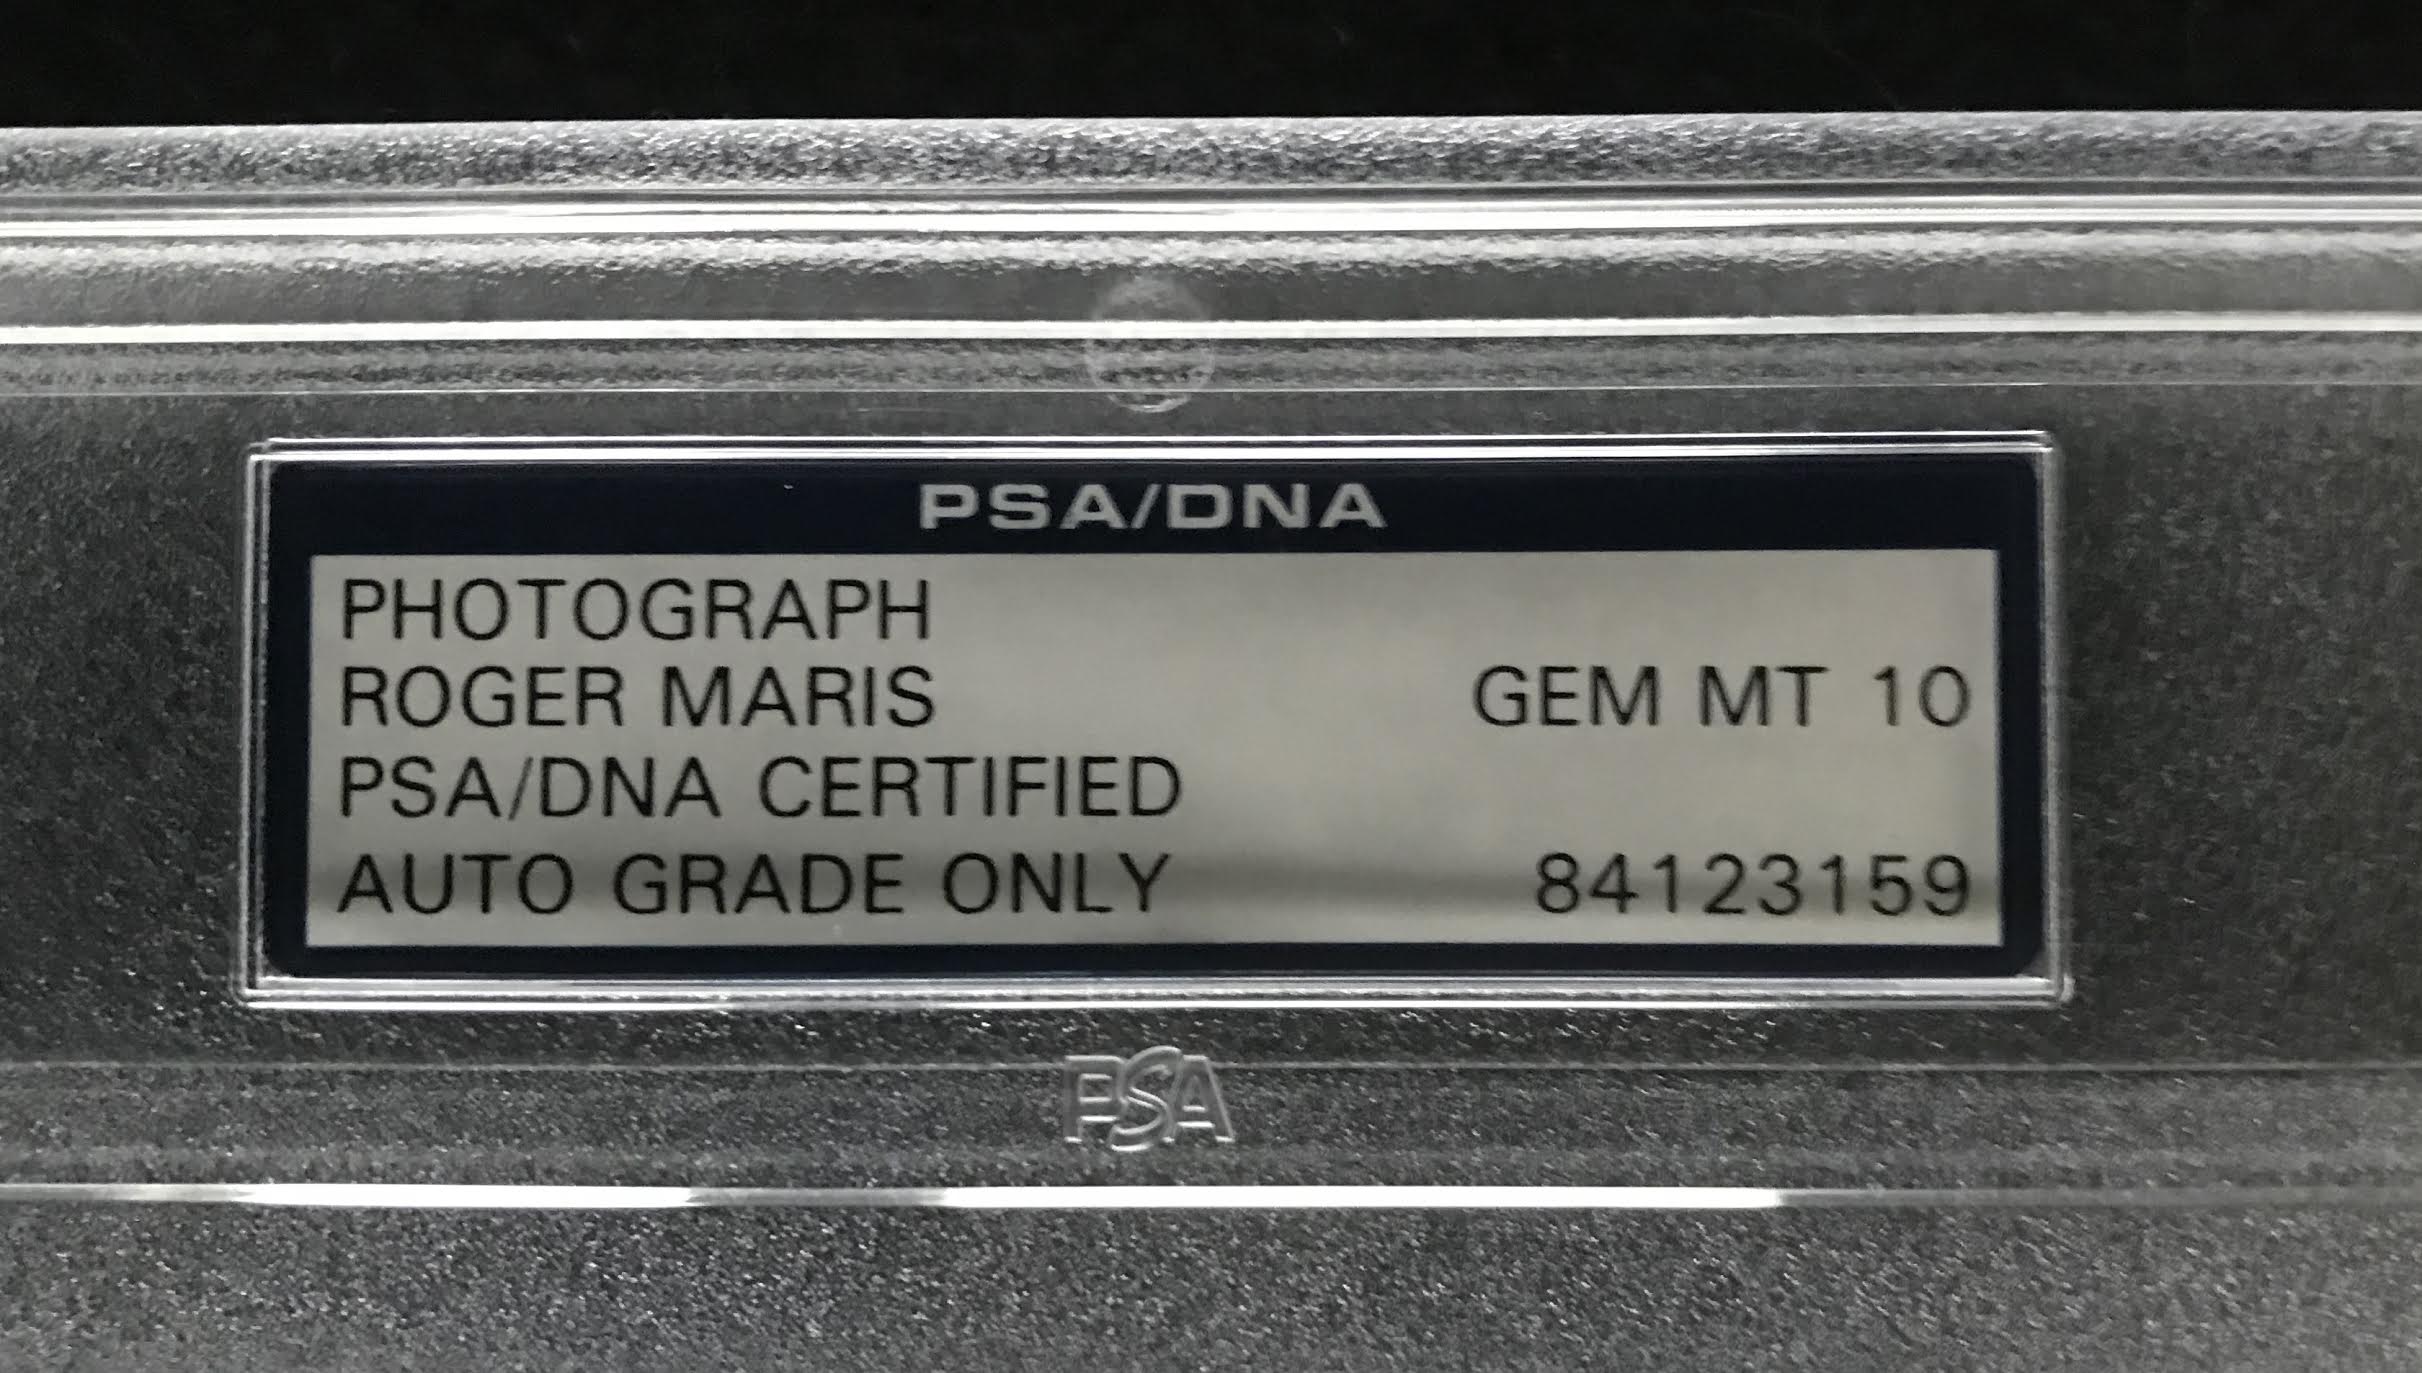 PSA/DNA
PHOTOGRAPH
ROGER MARIS GEM MT 10
PSA/DNA CERTIFIED
AUTO GRADE ONLY 84123159
PSA